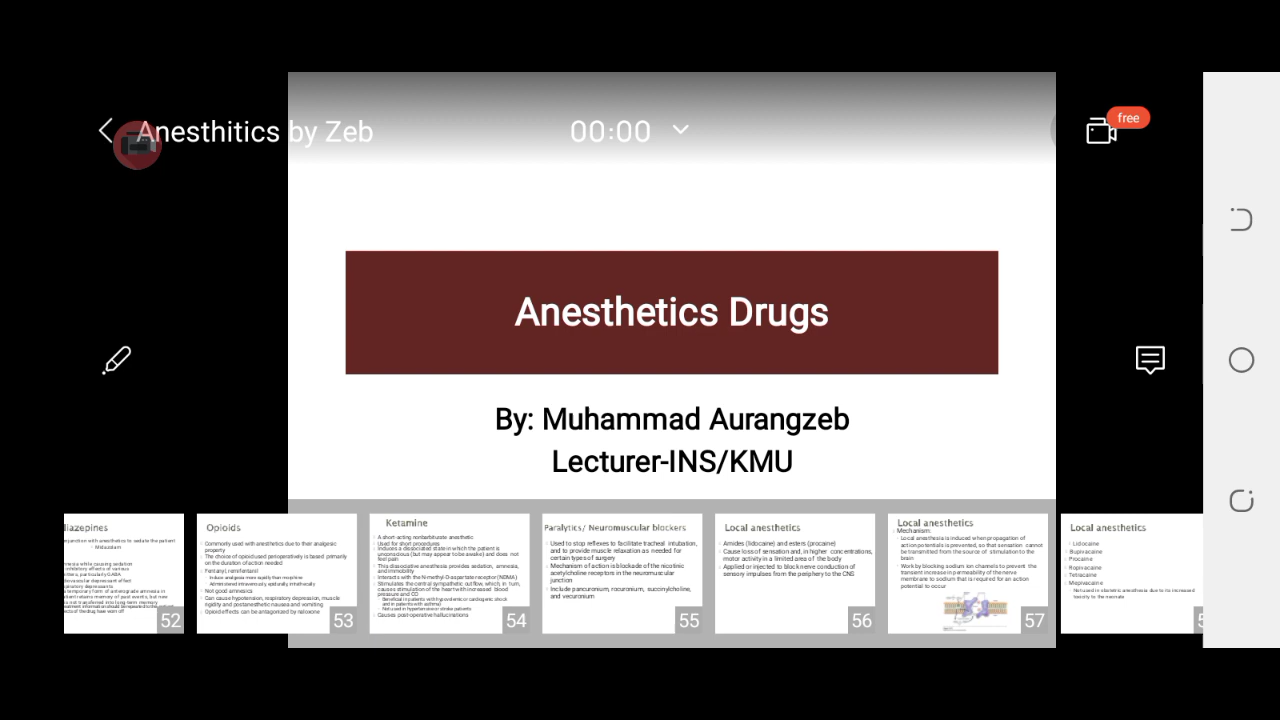 Anesthitics by Zeb
00:00
free
Anesthetics Drugs
By: Muhammad Aurangzeb
Lecturer-INS/KMU
diazepines
conjunction with anesthetics to sedate the patient
Midazolam
52
Opioids
Commonly used with anesthetics due to their analgesic
property
The choice of opioid used perioperatively is based primarily
on the duration of action needed
Fentanyl, remifentanil
Induce analgesia more rapidly than morphine
Administered intravenously, epidurally, intrathecally
Not good amnesics
Can cause hypotension, respiratory depression, muscle
rigidity and postanesthetic nausea and vomiting
Opioid effects can be antagonized by naloxone
53
Ketamine
A short-acting nonbarbiturate anesthetic
Used for short procedures
Induces a dissociated state in which the patient is
unconscious (but may appear to be awake) and does not
feel pain
This dissociative anesthesia provides sedation, amnesia,
and immobility
Interacts with the N-methyl-D-aspartate receptor (NDMA)
Stimulates the central sympathetic outflow, which, in turn,
causes stimulation of the heart with increased blood
pressure and CO
Beneficial in patients with hypovolemic or cardiogenic shock
and in patients with asthma)
Not used in hypertensive or stroke patients
Causes post-operative hallucinations
54
Paralytics/ Neuromuscular blockers
Used to stop reflexes to facilitate tracheal intubation,
and to provide muscle relaxation as needed for
certain types of surgery
Mechanism of action is blockade of the nicotinic
acetylcholine receptors in the neuromuscular
junction
Include pancuronium, rocuronium, succinylcholine,
and vecuronium
55
Local anesthetics
Amides (lidocaine) and esters (procaine)
Cause loss of sensation and, in higher concentrations,
motor activity in a limited area of the body
Applied or injected to block nerve conduction of
sensory impulses from the periphery to the CNS
56
Local anesthetics
Mechanism
Local anesthesia is induced when propagation of
action potentials is prevented, so that sensation cannot
be transmitted from the source of stimulation to the
brain
Work by blocking sodium ion channels to prevent the
transient increase in permeability of the nerve
membrane to sodium that is required for an action
potential to occur
57
Local anesthetics
Lidocaine
Bupivacaine
Procaine
Ropivacaine
Tetracaine
Mepivacaine
Not used in obstetric anesthesia due to its increased
toxicity to the neonate